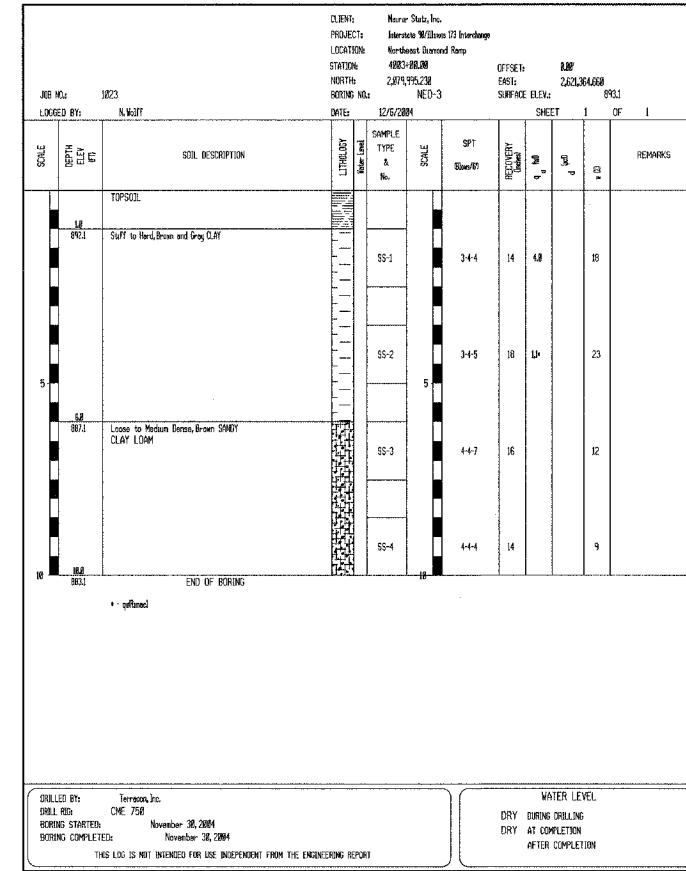 CLIENT: Maurer Stutz, Inc.
PROJECT: Interstate 90/Illinois 173 Interchange
LOCATION: Northeast Diamond Ramp
STATION: 4003+00.00 OFFSET: 0.00'
NORTH: 2,079,995.230 EAST: 2,621,364.660
JOB NO.: 1023 BORING NO.: NED-3 SURFACE ELEV.: 893.1
LOGGED BY: N. Wolff DATE: 12/6/2004 SHEET 1 OF 1
SCALE DEPTH ELEV (FT) SOIL DESCRIPTION LITHOLOGY Water Level SAMPLE TYPE & No. SCALE SPT (Blows/6") RECOVERY (inches) q u (tsf) d (pcf) w (%) REMARKS
TOPSOIL
1.0
892.1 Stiff to Hard, Brown and Gray CLAY
SS-1 3-4-4 14 4.0 18
SS-2 3-4-5 18 1.1* 23
5 5
6.0
887.1 Loose to Medium Dense, Brown SANDY
CLAY LOAM
SS-3 4-4-7 16 12
SS-4 4-4-4 14 9
10 10.0 10
883.1 END OF BORING
DRILLED BY: Terracon, Inc.
DRILL RIG: CME 750
BORING STARTED: November 30, 2004
BORING COMPLETED: November 30, 2004
THIS LOG IS NOT INTENDED FOR USE INDEPENDENT FROM THE ENGINEERING REPORT
WATER LEVEL
DRY DURING DRILLING
DRY AT COMPLETION
AFTER COMPLETION